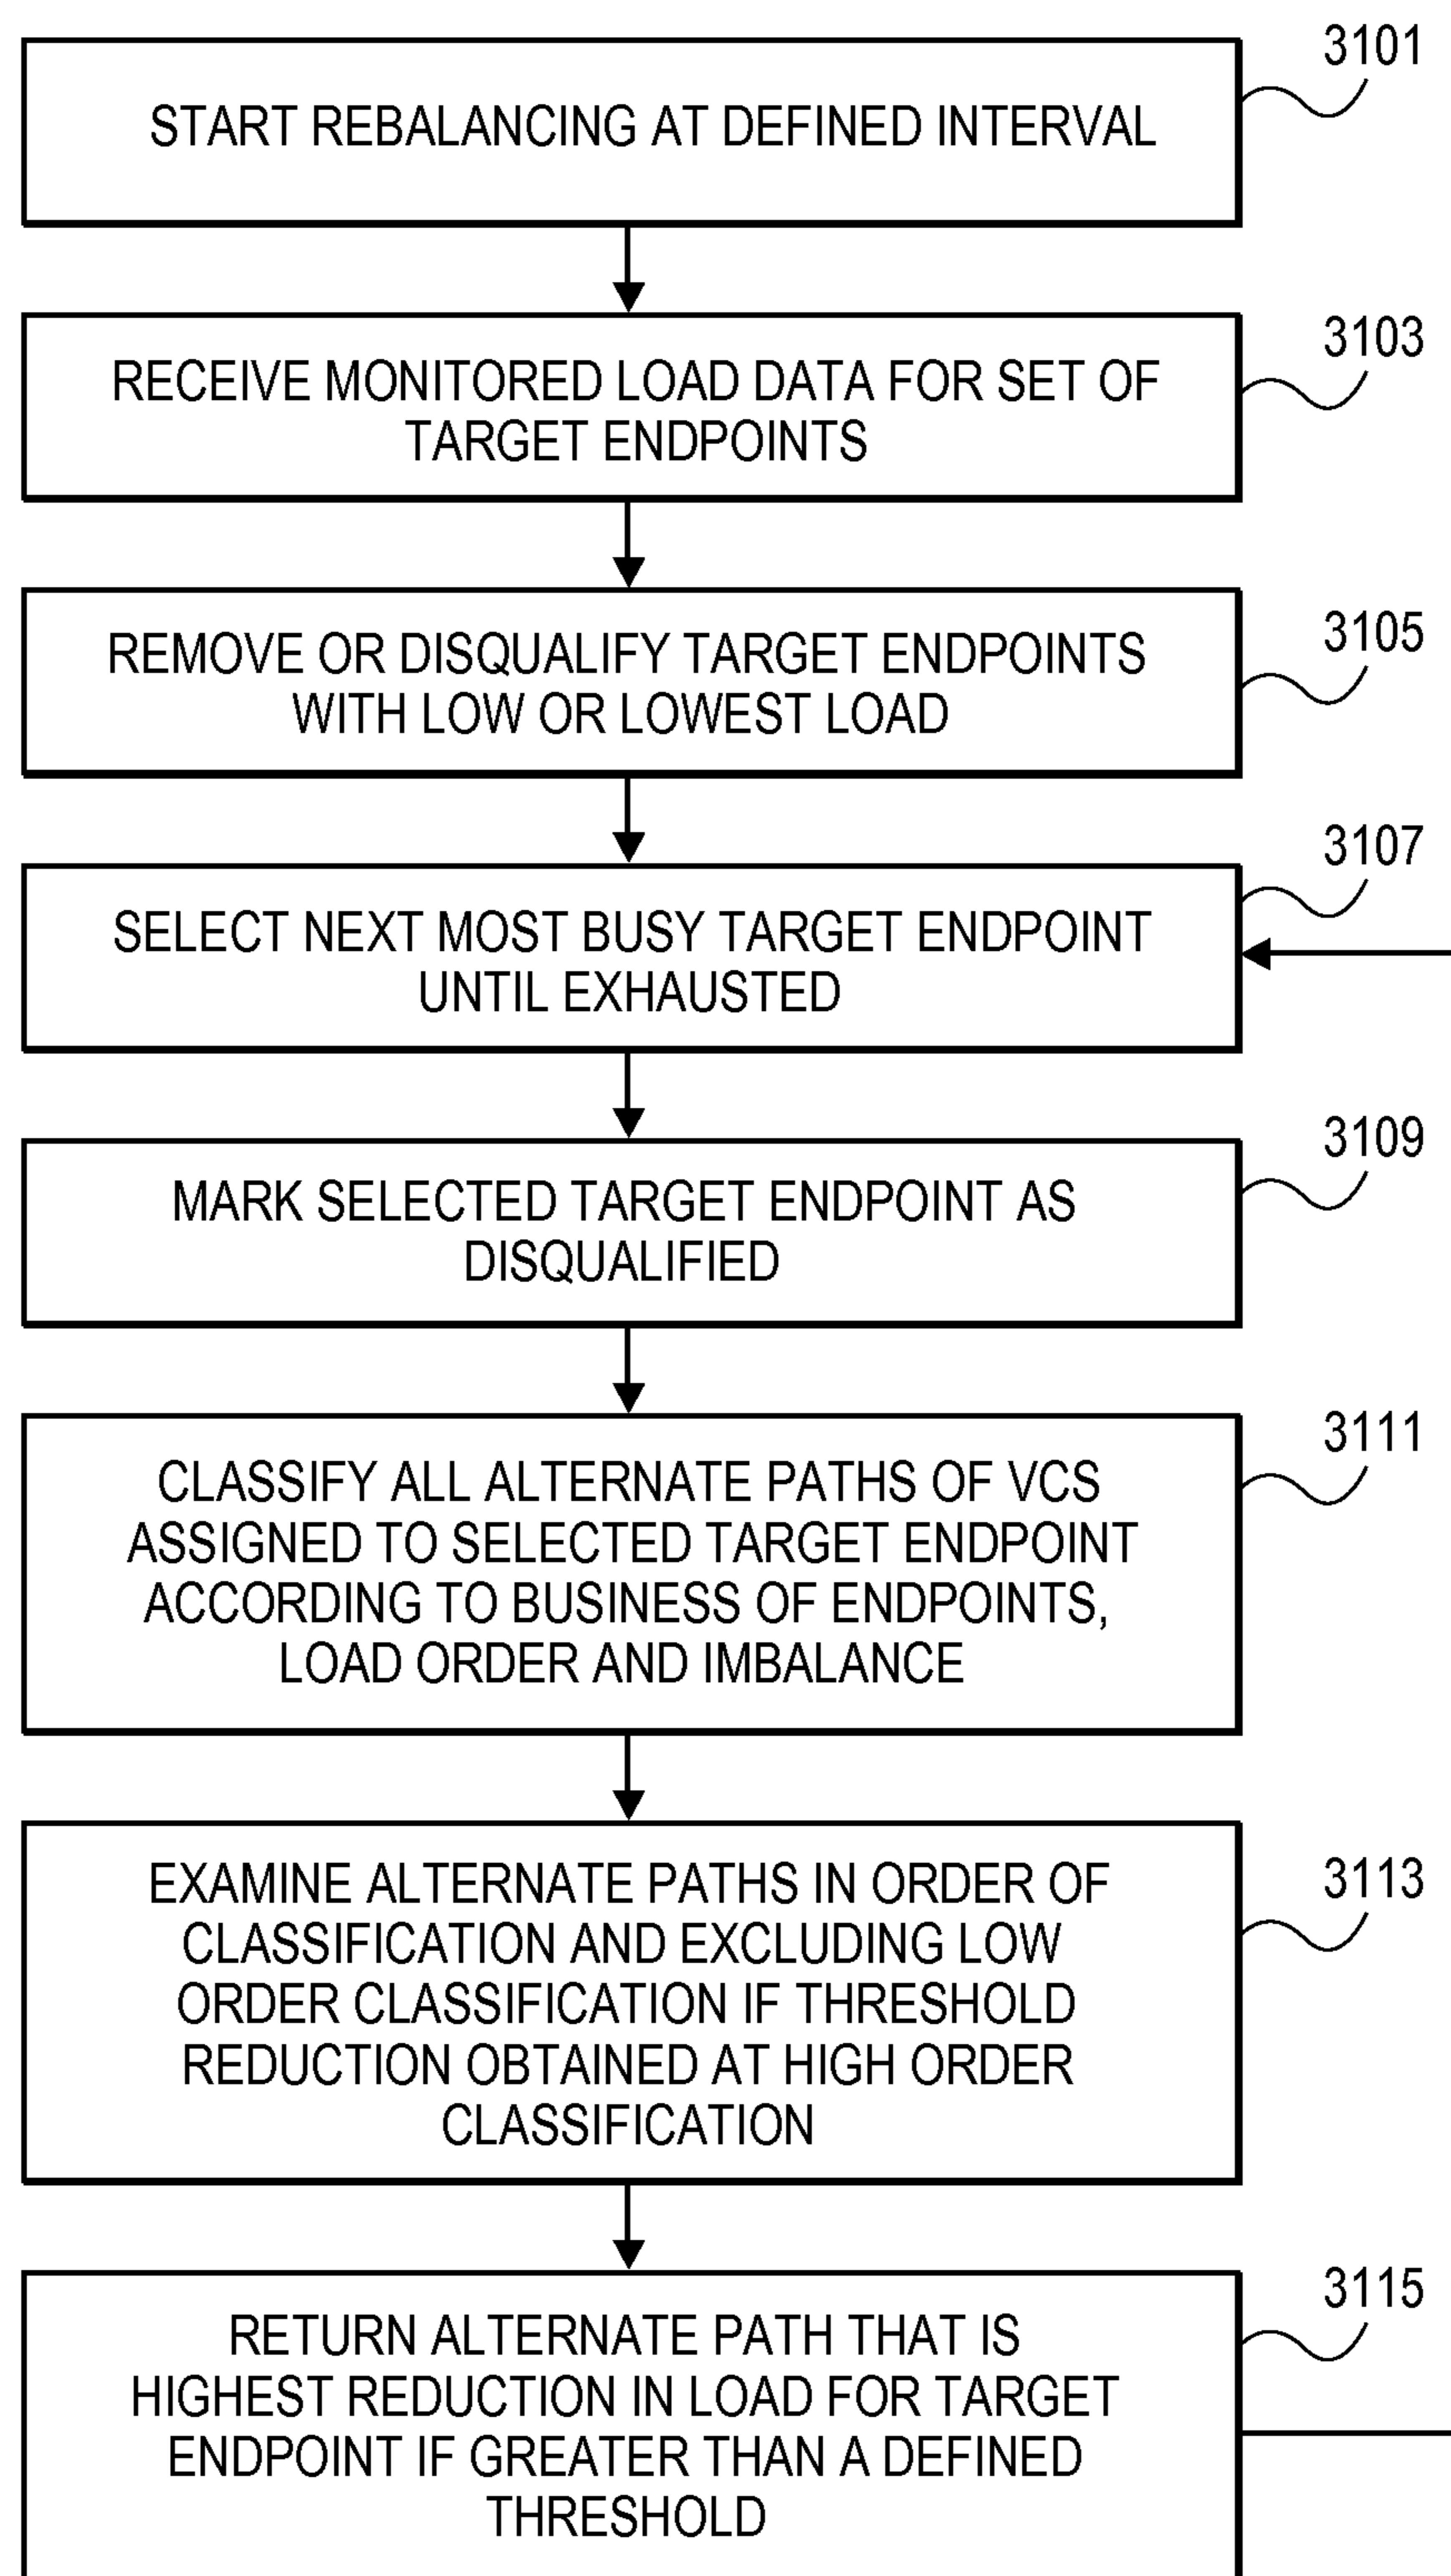 3101
START REBALANCING AT DEFINED INTERVAL
3103
RECEIVE MONITORED LOAD DATA FOR SET OF
TARGET ENDPOINTS
3105
REMOVE OR DISQUALIFY TARGET ENDPOINTS
WITH LOW OR LOWEST LOAD
3107
SELECT NEXT MOST BUSY TARGET ENDPOINT
UNTIL EXHAUSTED
3109
MARK SELECTED TARGET ENDPOINT AS
DISQUALIFIED
3111
CLASSIFY ALL ALTERNATE PATHS OF VCS
ASSIGNED TO SELECTED TARGET ENDPOINT
ACCORDING TO BUSINESS OF ENDPOINTS,
LOAD ORDER AND IMBALANCE
3113
EXAMINE ALTERNATE PATHS IN ORDER OF
CLASSIFICATION AND EXCLUDING LOW
ORDER CLASSIFICATION IF THRESHOLD
REDUCTION OBTAINED AT HIGH ORDER
CLASSIFICATION
3115
RETURN ALTERNATE PATH THAT IS
HIGHEST REDUCTION IN LOAD FOR TARGET
ENDPOINT IF GREATER THAN A DEFINED
THRESHOLD